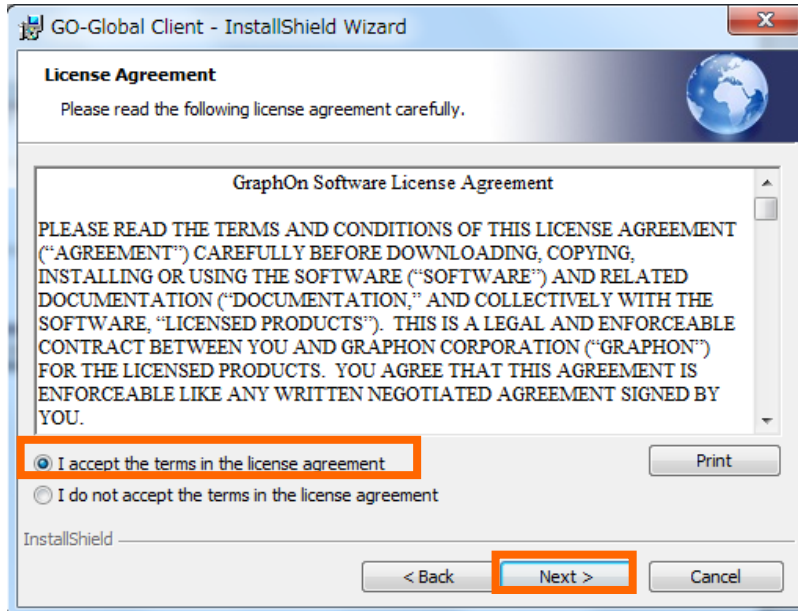 GO-Global Client - InstallShield Wizard
License Agreement
Please read the following license agreement carefully.
GraphOn Software License Agreement
PLEASE READ THE TERMS AND CONDITIONS OF THIS LICENSE AGREEMENT
(“AGREEMENT”) CAREFULLY BEFORE DOWNLOADING, COPYING,
INSTALLING OR USING THE SOFTWARE (“SOFTWARE”) AND RELATED
DOCUMENTATION (“DOCUMENTATION,” AND COLLECTIVELY WITH THE
SOFTWARE, “LICENSED PRODUCTS”).  THIS IS A LEGAL AND ENFORCEABLE
CONTRACT BETWEEN YOU AND GRAPHON CORPORATION (“GRAPHON”)
FOR THE LICENSED PRODUCTS.  YOU AGREE THAT THIS AGREEMENT IS
ENFORCEABLE LIKE ANY WRITTEN NEGOTIATED AGREEMENT SIGNED BY
YOU.
I accept the terms in the license agreement
Print
I do not accept the terms in the license agreement
InstallShield
< Back
Next >
Cancel